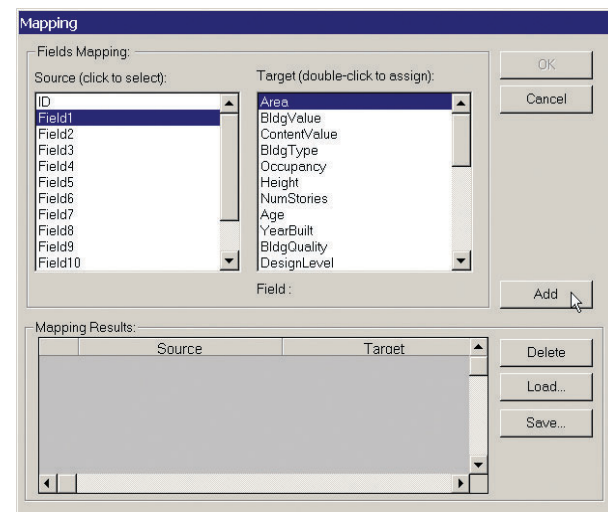 Mapping
Fields Mapping:
Source (click to select):
Target (double-click to assign):
OK
Cancel
ID
Field1
Field2
Field3
Field4
Field5
Field6
Field7
Field8
Field9
Field10
Area
BldgValue
ContentValue
BldgType
Occupancy
Height
NumStories
Age
YearBuilt
BldgQuality
DesignLevel
Field :
Add
Mapping Results:
Source Target
Delete
Load...
Save...